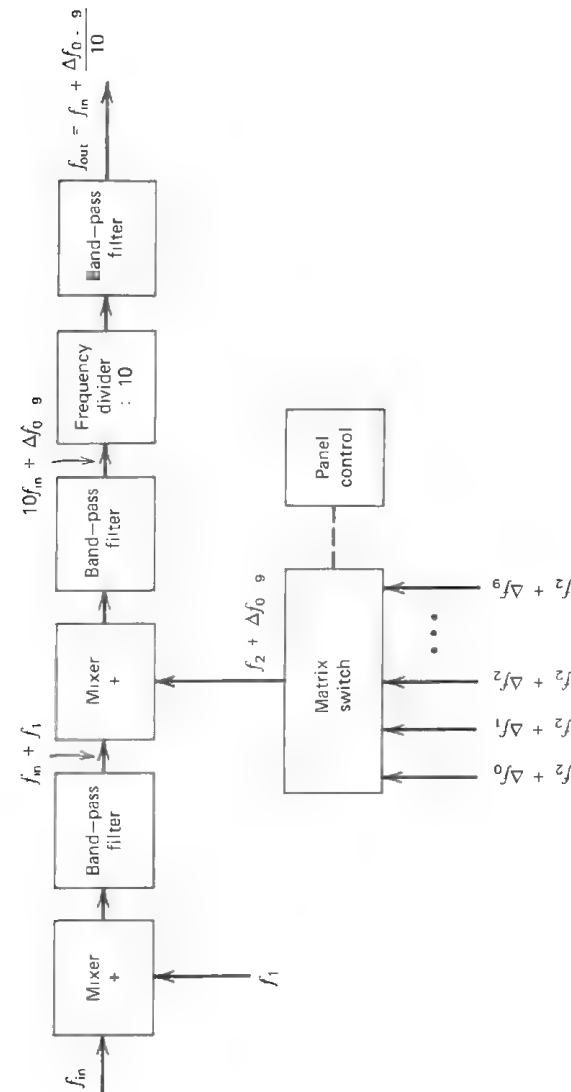 f_in
Mixer
+
f_1
Band–pass
filter
f_in + f_1
Mixer
+
Band–pass
filter
10f_in + Δf_0 9
Frequency
divider
: 10
Band–pass
filter
f_out = f_in + Δf_0 - 9
10
f_2 + Δf_0 9
Matrix
switch
Panel
control
f_2 + Δf_0
f_2 + Δf_1
f_2 + Δf_2
• • •
f_2 + Δf_9